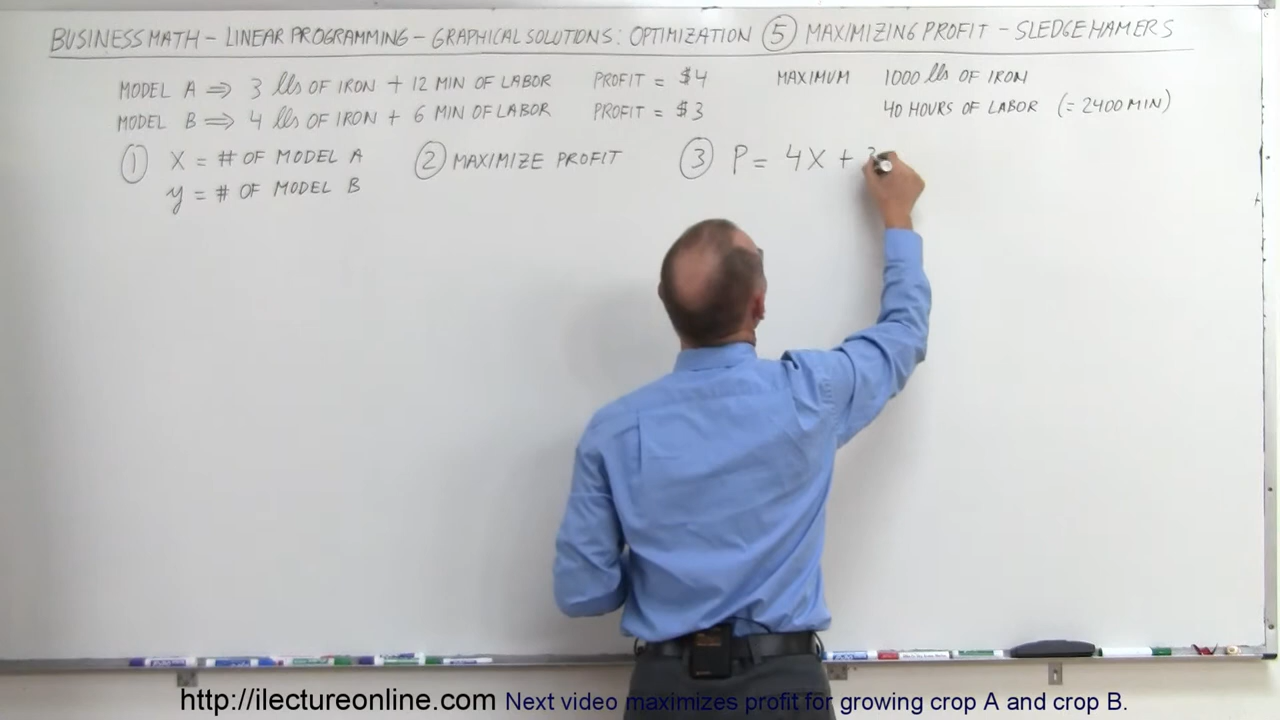 BUSINESS MATH - LINEAR PROGRAMMING - GRAPHICAL SOLUTIONS: OPTIMIZATION ⑤ MAXIMIZING PROFIT - SLEDGE HAMERS
MODEL A ⇒ 3 lbs OF IRON + 12 MIN OF LABOR PROFIT = $4 MAXIMUM 1000 lbs OF IRON
MODEL B ⇒ 4 lbs OF IRON + 6 MIN OF LABOR PROFIT = $3 40 HOURS OF LABOR (= 2400 MIN)
① X = # OF MODEL A ② MAXIMIZE PROFIT ③ P = 4X +
y = # OF MODEL B
http://ilectureonline.com Next video maximizes profit for growing crop A and crop B.